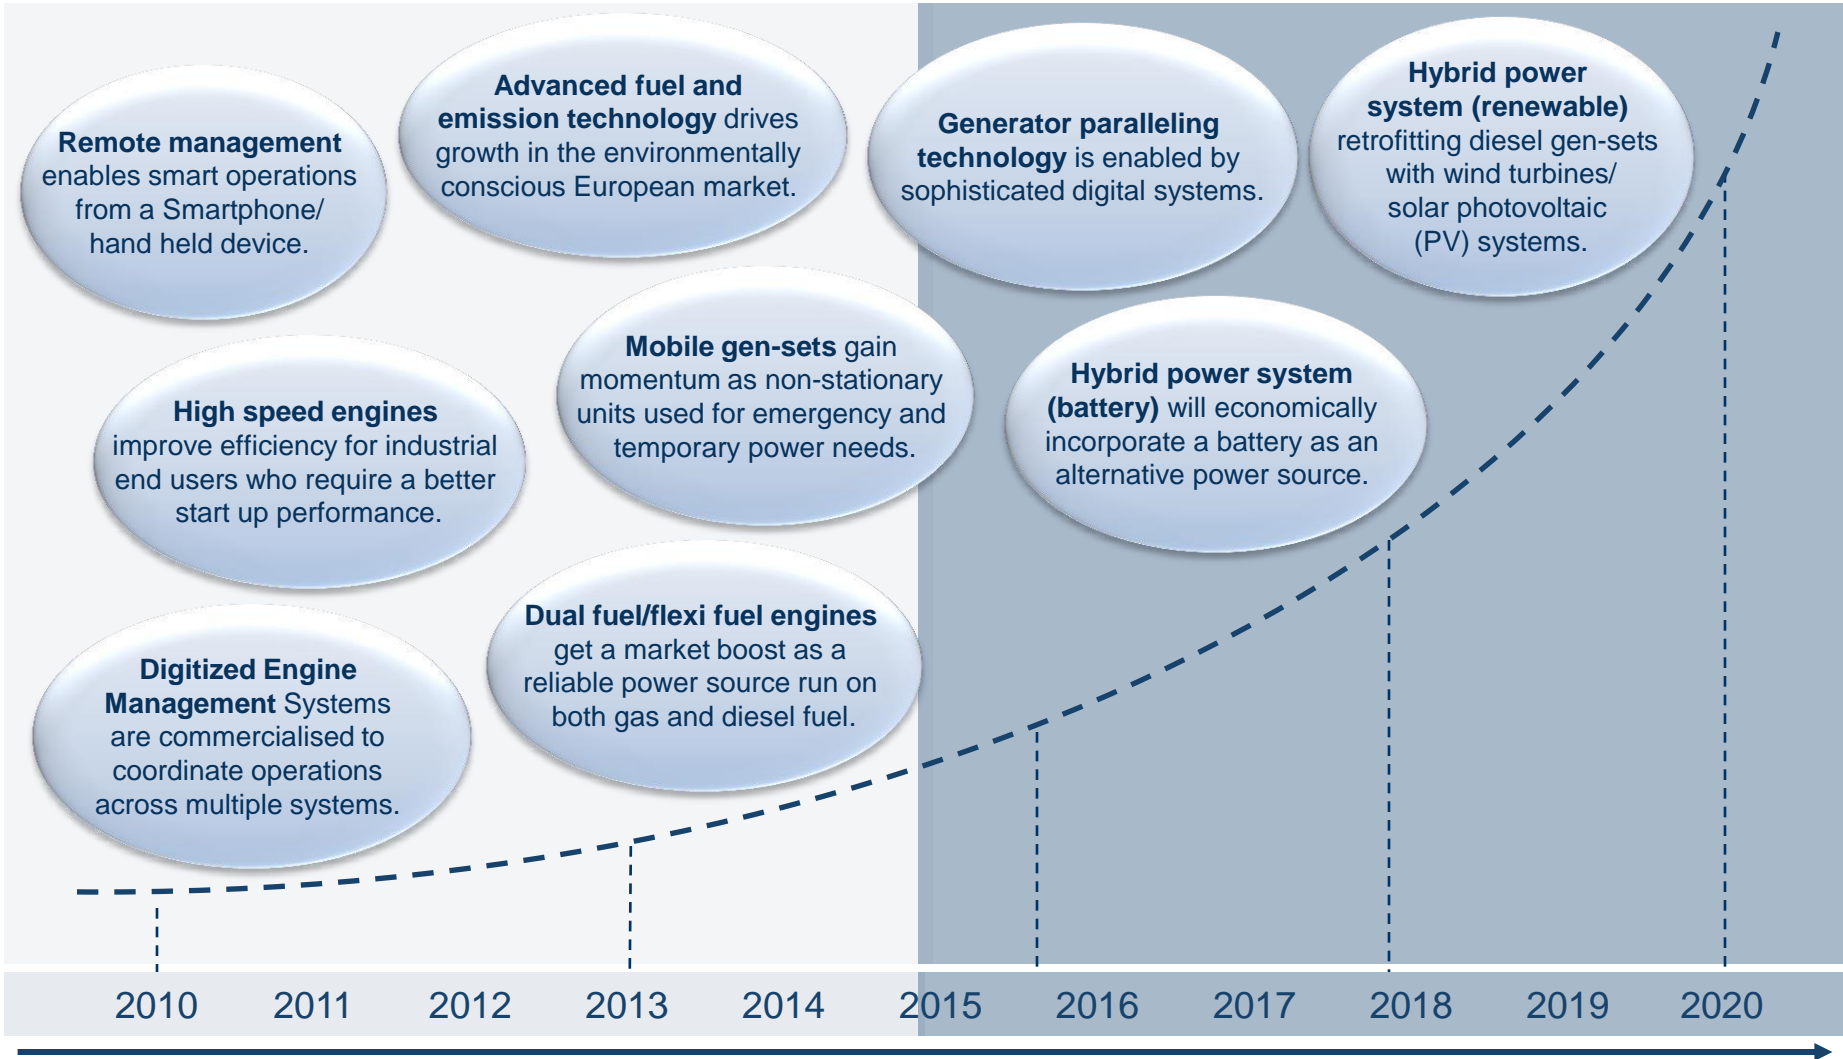 Remote management
enables smart operations
from a Smartphone/
hand held device.
Advanced fuel and
emission technology drives
growth in the environmentally
conscious European market.
Generator paralleling
technology is enabled by
sophisticated digital systems.
Hybrid power
system (renewable)
retrofitting diesel gen-sets
with wind turbines/
solar photovoltaic
(PV) systems.
High speed engines
improve efficiency for industrial
end users who require a better
start up performance.
Mobile gen-sets gain
momentum as non-stationary
units used for emergency and
temporary power needs.
Hybrid power system
(battery) will economically
incorporate a battery as an
alternative power source.
Digitized Engine
Management Systems
are commercialised to
coordinate operations
across multiple systems.
Dual fuel/flexi fuel engines
get a market boost as a
reliable power source run on
both gas and diesel fuel.
2010 2011 2012 2013 2014 2015 2016 2017 2018 2019 2020